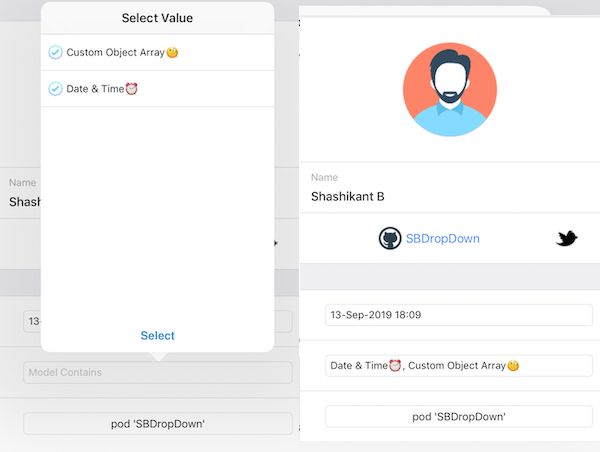 Select Value
Custom Object Array🧐
Date & Time⏰
Name
Shash
13-
Select
Model Contains
pod 'SBDropDown'
Name
Shashikant B
SBDropDown
13-Sep-2019 18:09
Date & Time⏰, Custom Object Array🧐
pod 'SBDropDown'